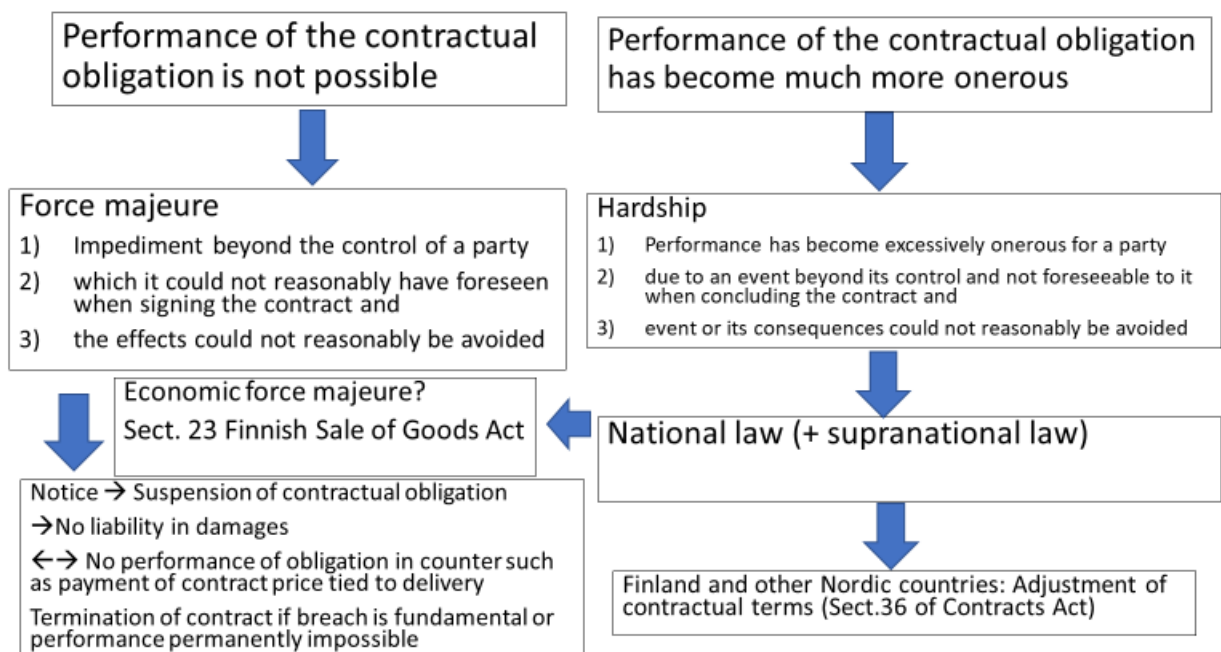 Performance of the contractual
obligation is not possible
Performance of the contractual obligation
has become much more onerous
Force majeure
1) Impediment beyond the control of a party
2) which it could not reasonably have foreseen
when signing the contract and
3) the effects could not reasonably be avoided
Hardship
1) Performance has become excessively onerous for a party
2) due to an event beyond its control and not foreseeable to it
when concluding the contract and
3) event or its consequences could not reasonably be avoided
Economic force majeure?
Sect. 23 Finnish Sale of Goods Act
National law (+ supranational law)
Notice → Suspension of contractual obligation
→No liability in damages
←→ No performance of obligation in counter such
as payment of contract price tied to delivery
Termination of contract if breach is fundamental or
performance permanently impossible
Finland and other Nordic countries: Adjustment of
contractual terms (Sect.36 of Contracts Act)